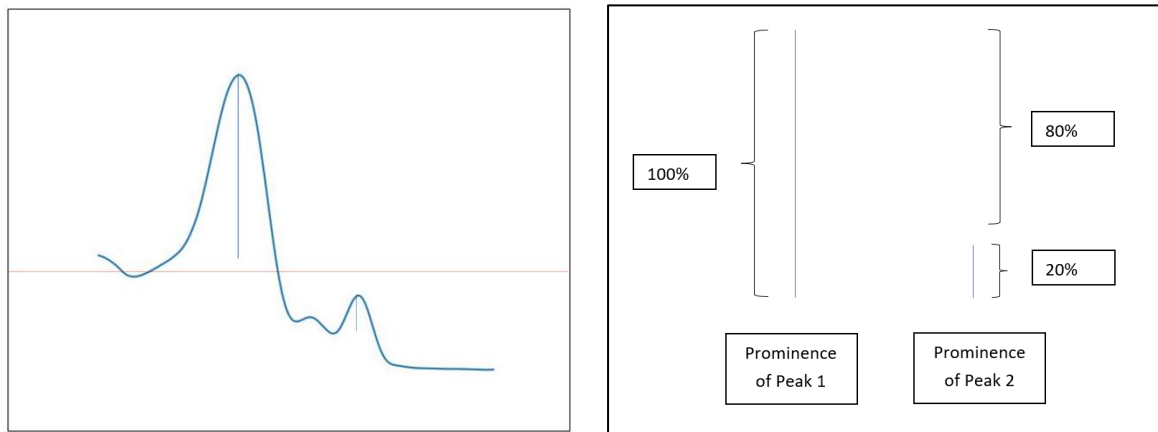 100%
80%
20%
Prominence
of Peak 1
Prominence
of Peak 2